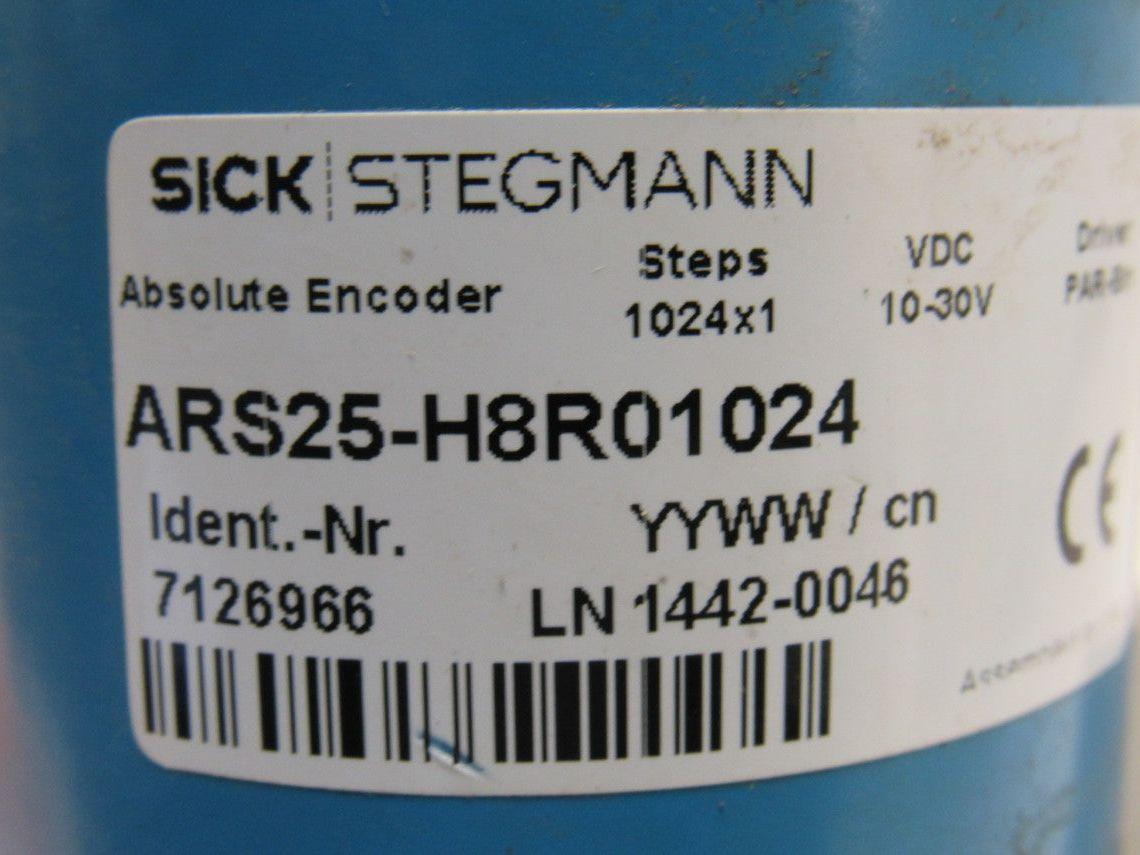 SICK STEGMANN
Absolute Encoder
Steps
1024x1
VDC
10-30V
Driver
ARS25-H8R01024
Ident.-Nr.
7126966
YYWW / cn
LN 1442-0046
CE